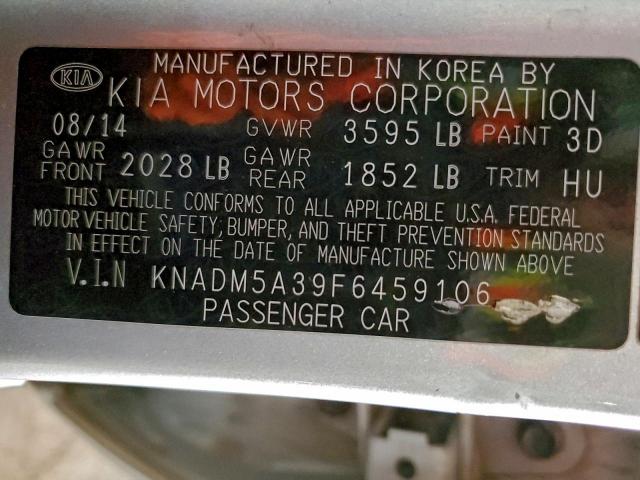 MANUFACTURED IN KOREA BY
KIA KIA MOTORS CORPORATION
08/14 GVWR 3595 LB PAINT 3D
GAWR FRONT 2028 LB GAWR REAR 1852 LB TRIM HU
THIS VEHICLE CONFORMS TO ALL APPLICABLE U.S.A. FEDERAL
MOTOR VEHICLE SAFETY, BUMPER, AND THEFT PREVENTION STANDARDS
IN EFFECT ON THE DATE OF MANUFACTURE SHOWN ABOVE
V.I.N KNADM5A39F6459106
PASSENGER CAR